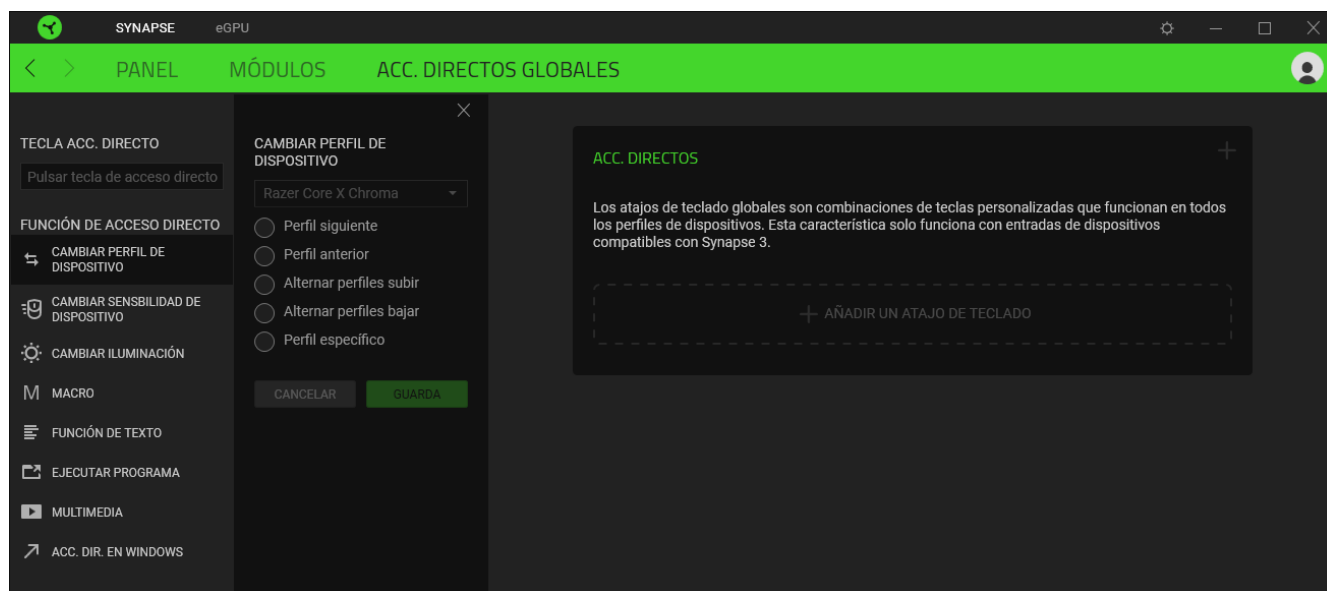 SYNAPSE eGPU
PANEL MÓDULOS ACC. DIRECTOS GLOBALES
TECLA ACC. DIRECTO
Pulsar tecla de acceso directo
FUNCIÓN DE ACCESO DIRECTO
CAMBIAR PERFIL DE
DISPOSITIVO
CAMBIAR SENSBILIDAD DE
DISPOSITIVO
CAMBIAR ILUMINACIÓN
M MACRO
FUNCIÓN DE TEXTO
EJECUTAR PROGRAMA
MULTIMEDIA
ACC. DIR. EN WINDOWS
CAMBIAR PERFIL DE
DISPOSITIVO
Razer Core X Chroma
Perfil siguiente
Perfil anterior
Alternar perfiles subir
Alternar perfiles bajar
Perfil específico
CANCELAR GUARDA
ACC. DIRECTOS
Los atajos de teclado globales son combinaciones de teclas personalizadas que funcionan en todos
los perfiles de dispositivos. Esta característica solo funciona con entradas de dispositivos
compatibles con Synapse 3.
AÑADIR UN ATAJO DE TECLADO